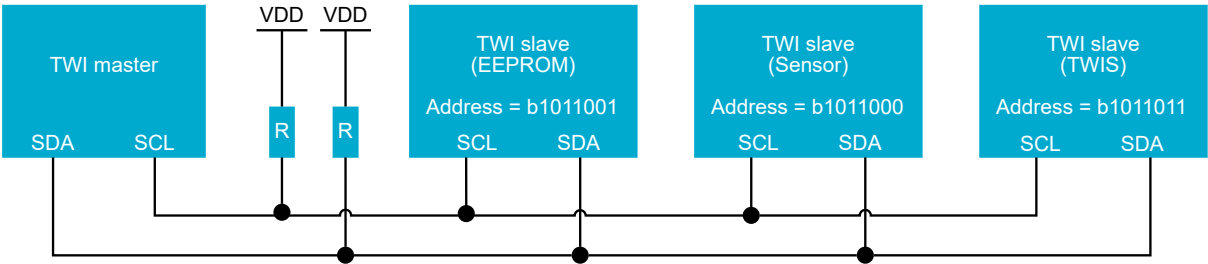 TWI master
SDA
SCL
VDD
VDD
R
R
TWI slave
(EEPROM)
Address = b1011001
SCL
SDA
TWI slave
(Sensor)
Address = b1011000
SCL
SDA
TWI slave
(TWIS)
Address = b1011011
SCL
SDA